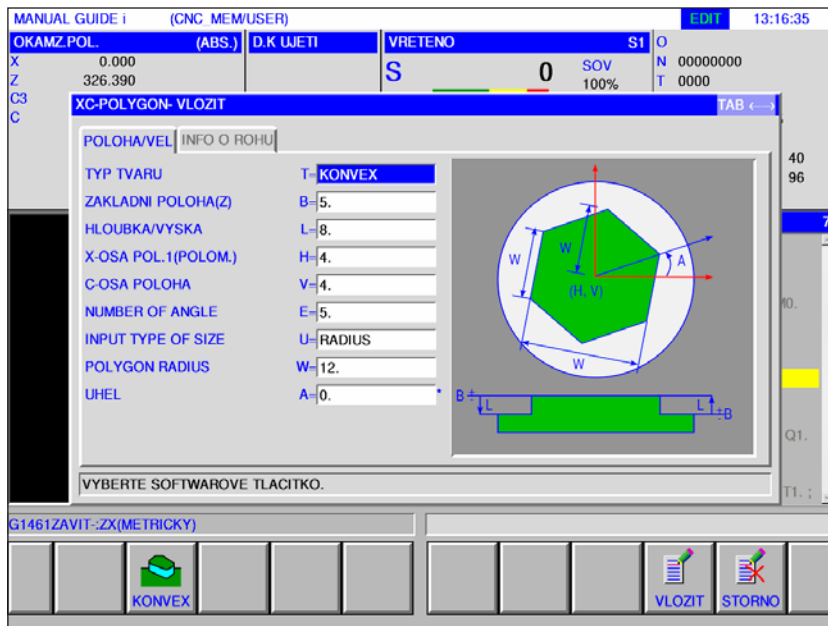 MANUAL GUIDE i (CNC_MEM/USER) EDIT 13:16:35
OKAMZ.POL. (ABS.) D.K UJETI VRETENO S1 O
X 0.000
Z 326.390
C3
C
S 0 SOV
100%
N 00000000
T 0000
XC-POLYGON- VLOZIT TAB ←→
POLOHA/VEL INFO O ROHU
TYP TVARU T=KONVEX
ZAKLADNI POLOHA(Z) B=5.
HLOUBKA/VYSKA L=8.
X-OSA POL.1(POLOM.) H=4.
C-OSA POLOHA V=4.
NUMBER OF ANGLE E=5.
INPUT TYPE OF SIZE U=RADIUS
POLYGON RADIUS W=12.
UHEL A=0. °
W
W
A
(H, V)
W
B± L L ±B
40
96
7
M0.
Q1.
T1. ;
VYBERTE SOFTWAROVE TLACITKO.
G1461ZAVIT-:ZX(METRICKY)
KONVEX VLOZIT STORNO